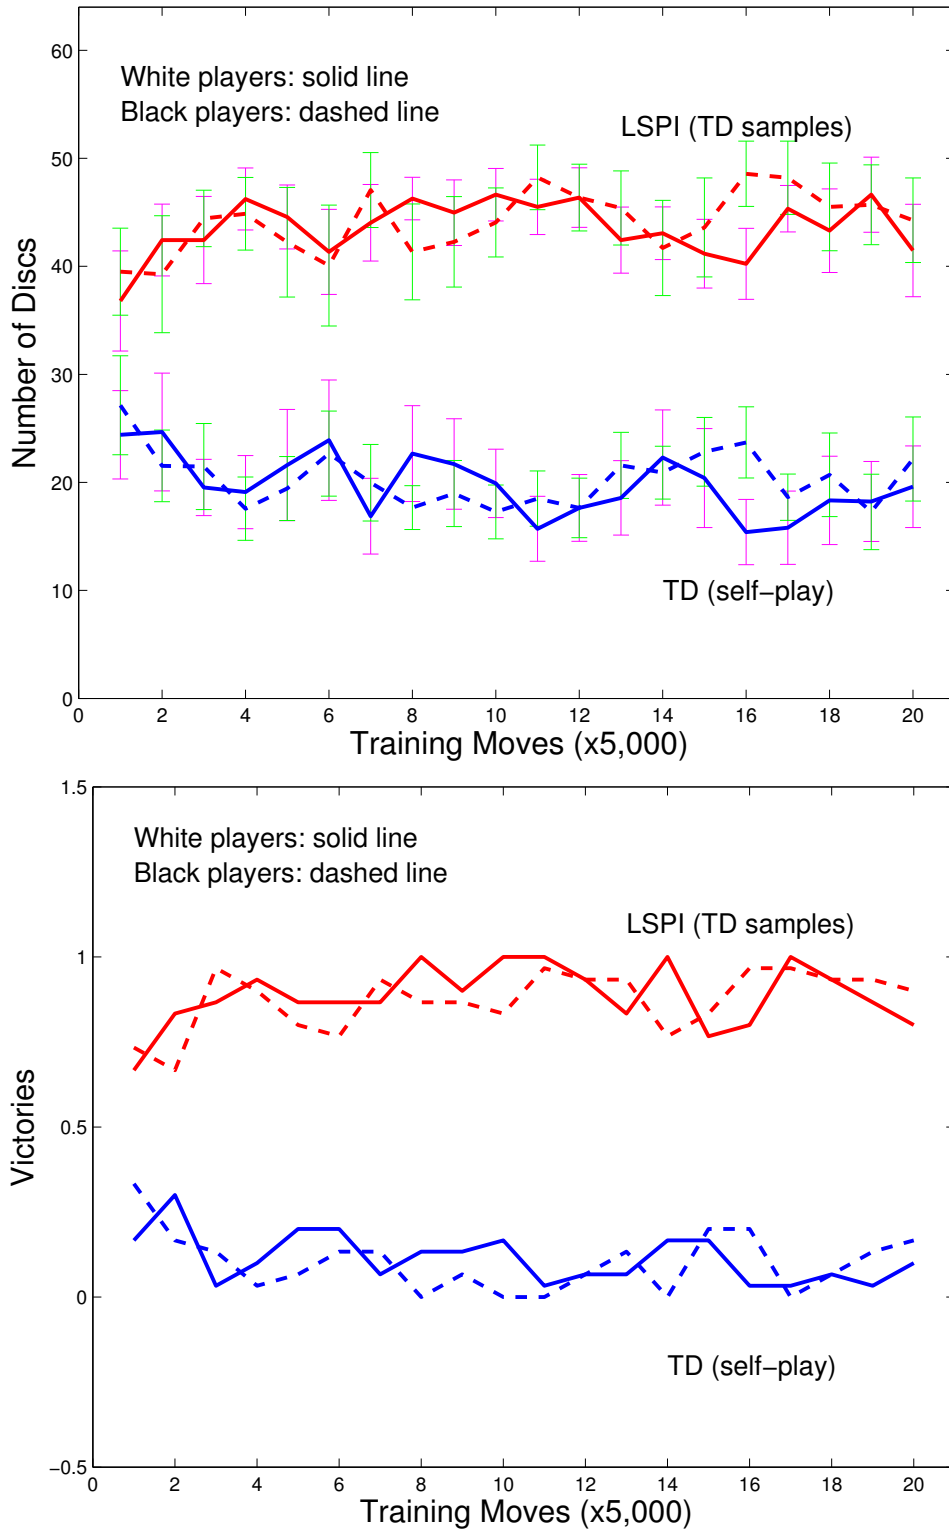 60
White players: solid line
Black players: dashed line
LSPI (TD samples)
50
40
30
20
10
TD (self−play)
0
Number of Discs
0 2 4 6 8 10 12 14 16 18 20
Training Moves (x5,000)
1.5
White players: solid line
Black players: dashed line
LSPI (TD samples)
1
0.5
0
TD (self−play)
−0.5
Victories
0 2 4 6 8 10 12 14 16 18 20
Training Moves (x5,000)